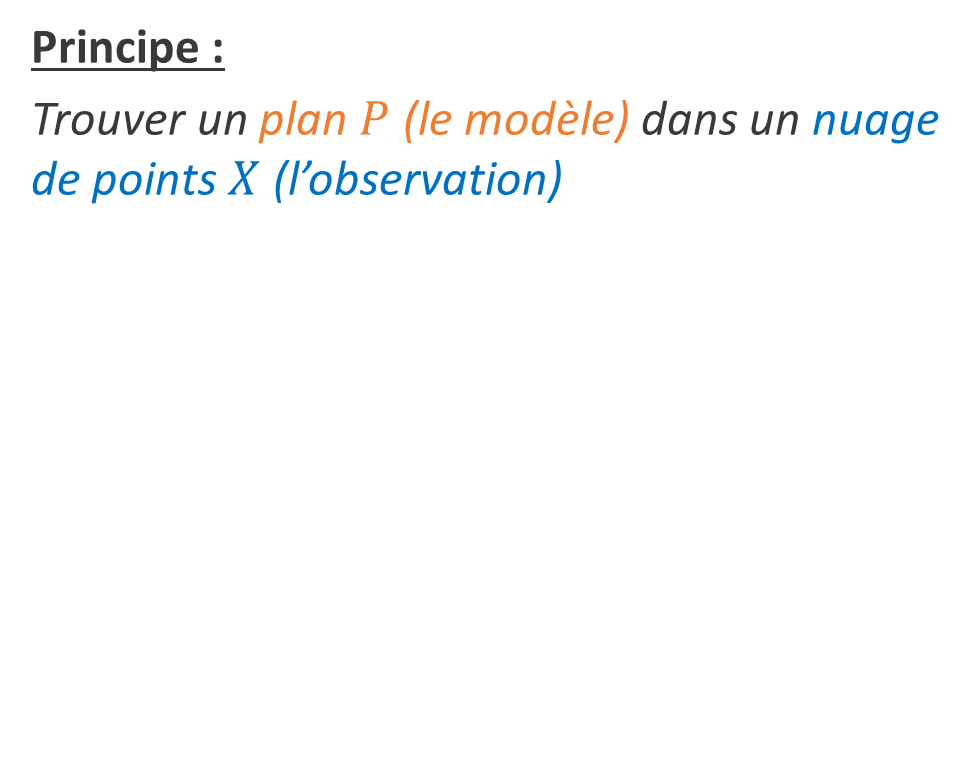 Principe :
Trouver un plan P (le modèle) dans un nuage
de points X (l’observation)